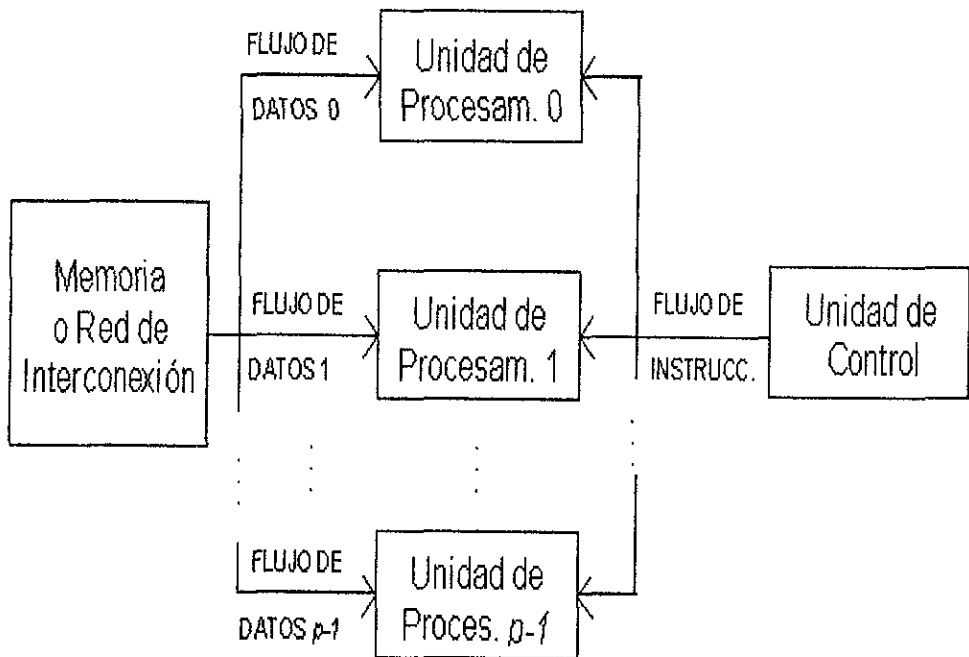 FLUJO DE
DATOS 0
Unidad de
Procesam. 0
Memoria
o Red de
Interconexión
FLUJO DE
DATOS 1
Unidad de
Procesam. 1
FLUJO DE
INSTRUCC.
Unidad de
Control
FLUJO DE
DATOS p-1
Unidad de
Proces. p-1